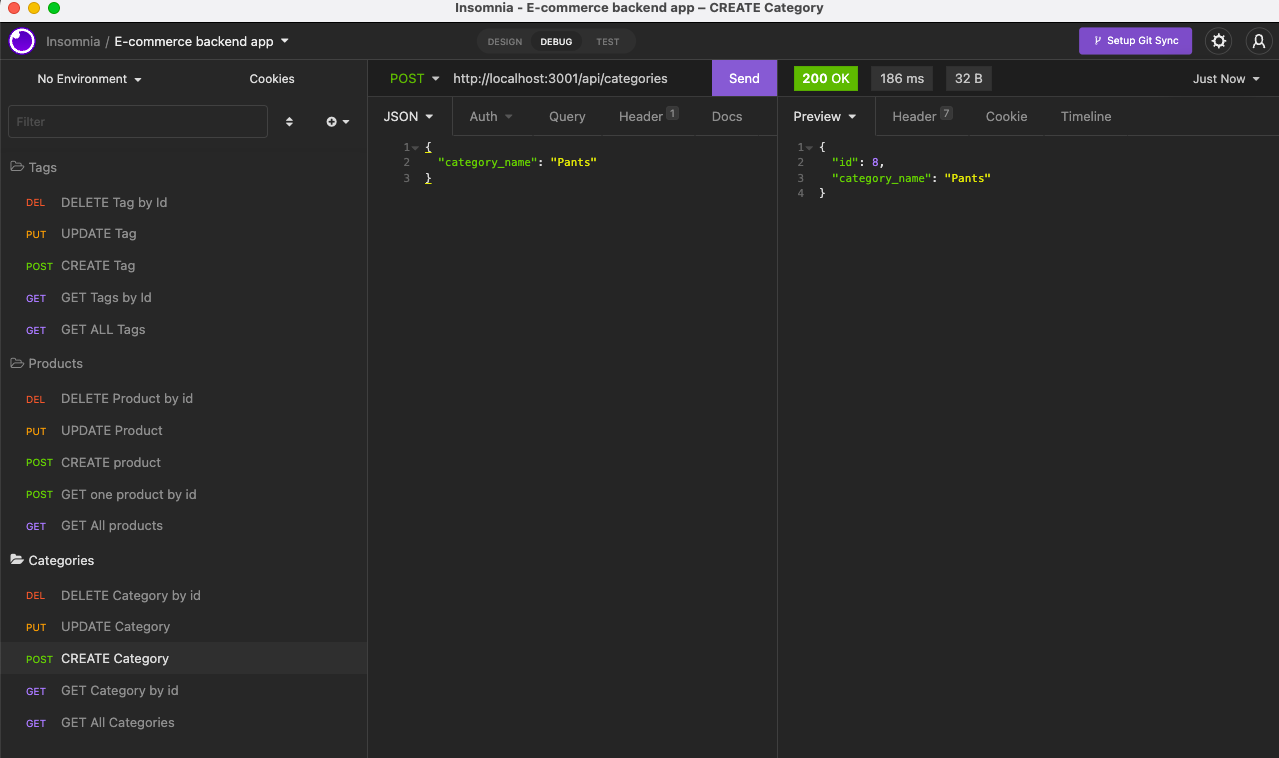 Insomnia - E-commerce backend app – CREATE Category
Insomnia / E-commerce backend app
DESIGN DEBUG TEST
Setup Git Sync
No Environment Cookies
POST http://localhost:3001/api/categories Send
200 OK 186 ms 32 B Just Now
Filter
JSON Auth Query Header 1 Docs
Preview Header 7 Cookie Timeline
1 {
2 "category_name": "Pants"
3 }
1 {
2 "id": 8,
3 "category_name": "Pants"
4 }
Tags
DEL DELETE Tag by Id
PUT UPDATE Tag
POST CREATE Tag
GET GET Tags by Id
GET GET ALL Tags
Products
DEL DELETE Product by id
PUT UPDATE Product
POST CREATE product
POST GET one product by id
GET GET All products
Categories
DEL DELETE Category by id
PUT UPDATE Category
POST CREATE Category
GET GET Category by id
GET GET All Categories